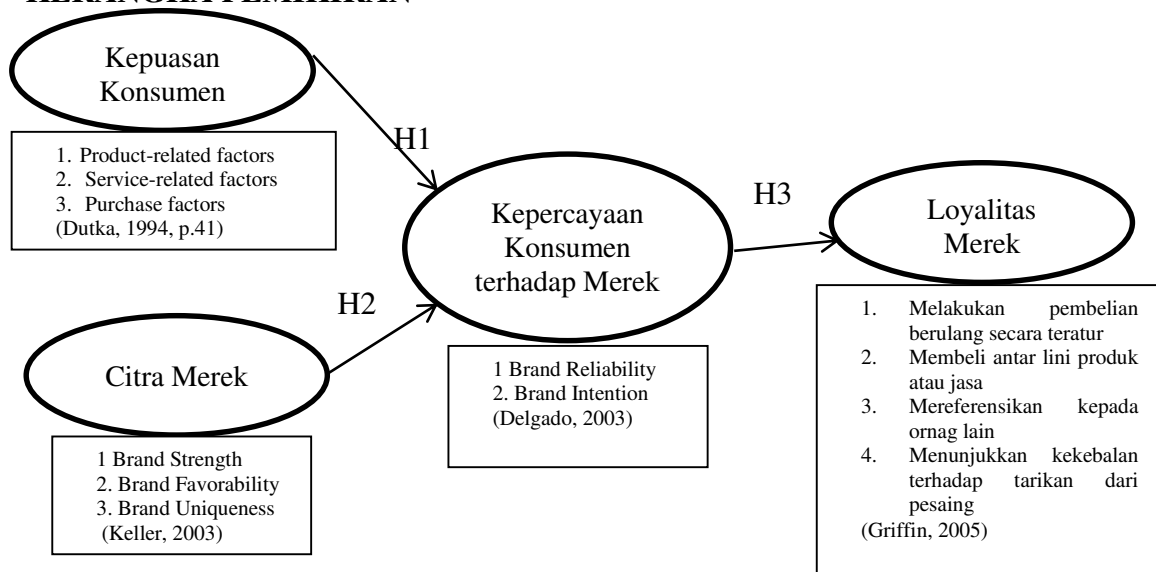 KERANGKA PEMIKIRAN
Kepuasan
Konsumen
1. Product-related factors
2. Service-related factors
3. Purchase factors
(Dutka, 1994, p.41)
H1
Kepercayaan
Konsumen
terhadap Merek
H3
Loyalitas
Merek
H2
Citra Merek
1 Brand Strength
2. Brand Favorability
3. Brand Uniqueness
(Keller, 2003)
1 Brand Reliability
2. Brand Intention
(Delgado, 2003)
1. Melakukan pembelian
berulang secara teratur
2. Membeli antar lini produk
atau jasa
3. Mereferensikan kepada
ornag lain
4. Menunjukkan kekebalan
terhadap tarikan dari
pesaing
(Griffin, 2005)